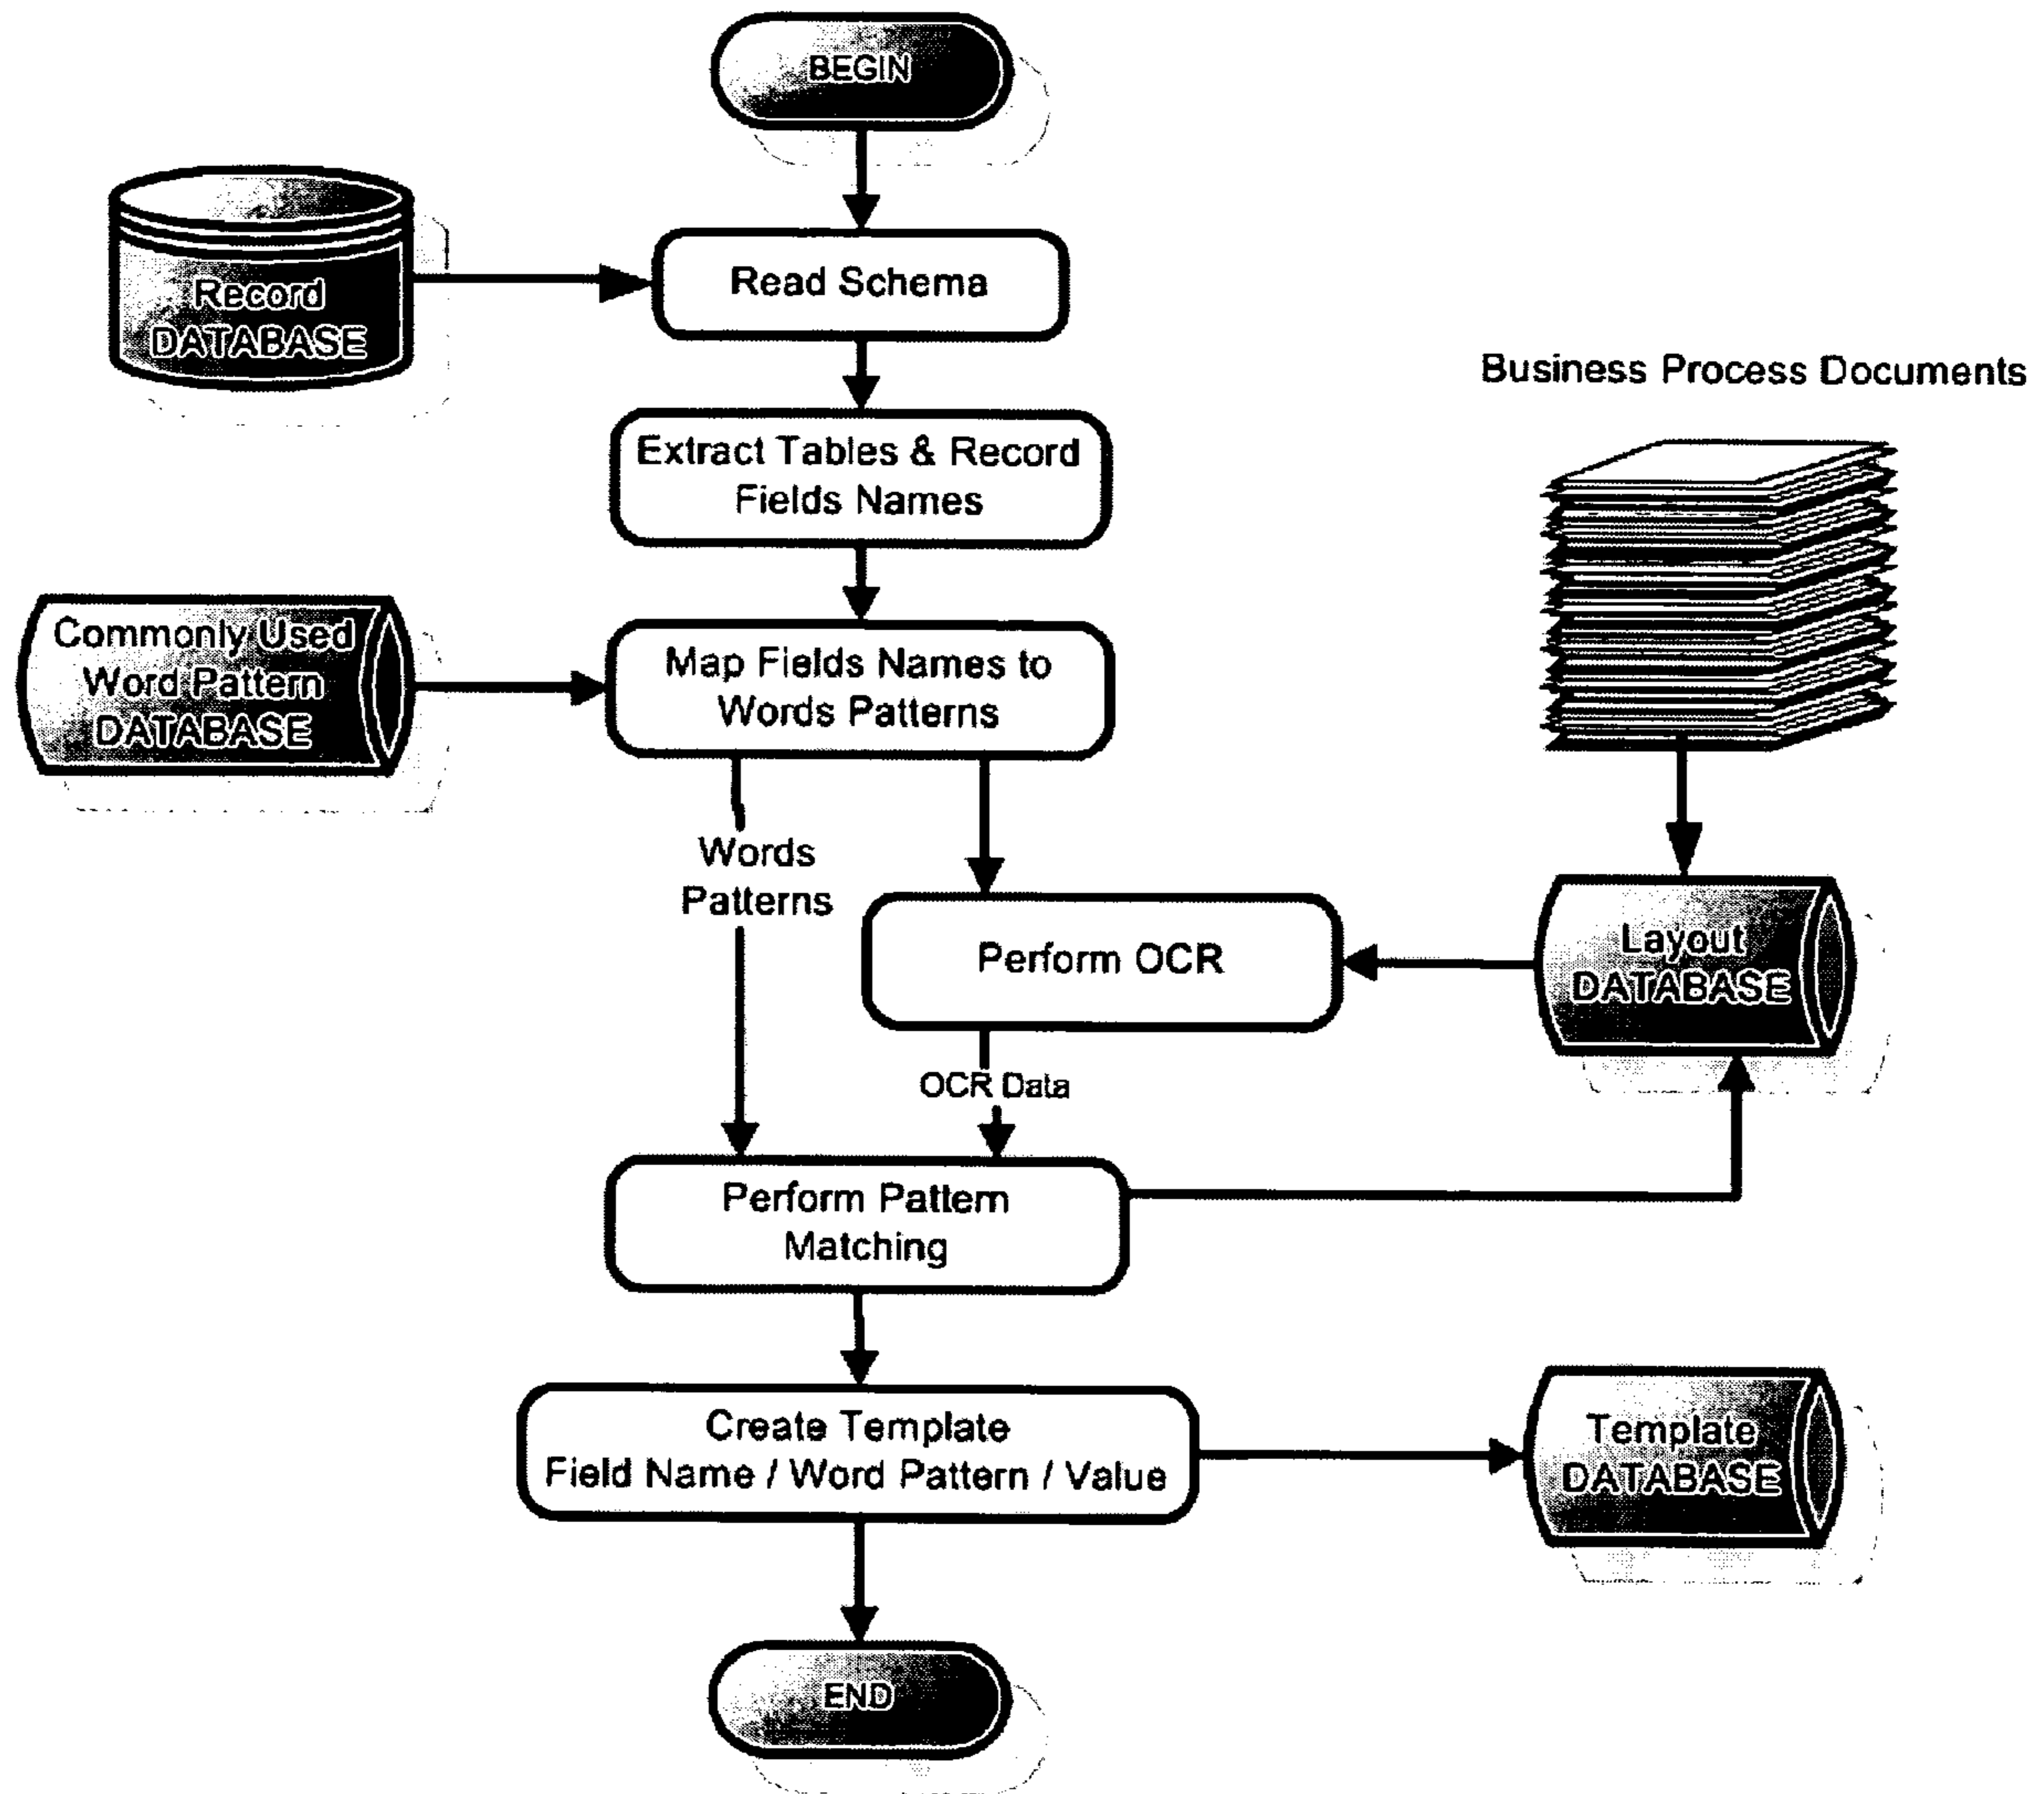 BEGIN
Record
DATABASE
Read Schema
Business Process Documents
Extract Tables & Record
Fields Names
Commonly Used
Word Pattern
DATABASE
Map Fields Names to
Words Patterns
Words
Patterns
Perform OCR
Layout
DATABASE
OCR Data
Perform Pattern
Matching
Create Template
Field Name / Word Pattern / Value
Template
DATABASE
END